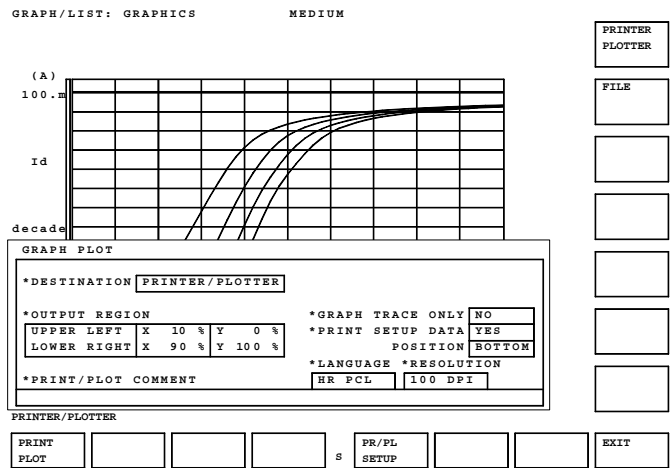 GRAPH/LIST: GRAPHICS MEDIUM
PRINTER
PLOTTER
FILE
(A)
100.m
Id
decade
GRAPH PLOT
*DESTINATION PRINTER/PLOTTER
*OUTPUT REGION *GRAPH TRACE ONLY NO
UPPER LEFT X 10 % Y 0 % *PRINT SETUP DATA YES
LOWER RIGHT X 90 % Y 100 % POSITION BOTTOM
*LANGUAGE *RESOLUTION
*PRINT/PLOT COMMENT HR PCL 100 DPI
PRINTER/PLOTTER
PRINT
PLOT
S
PR/PL
SETUP
EXIT